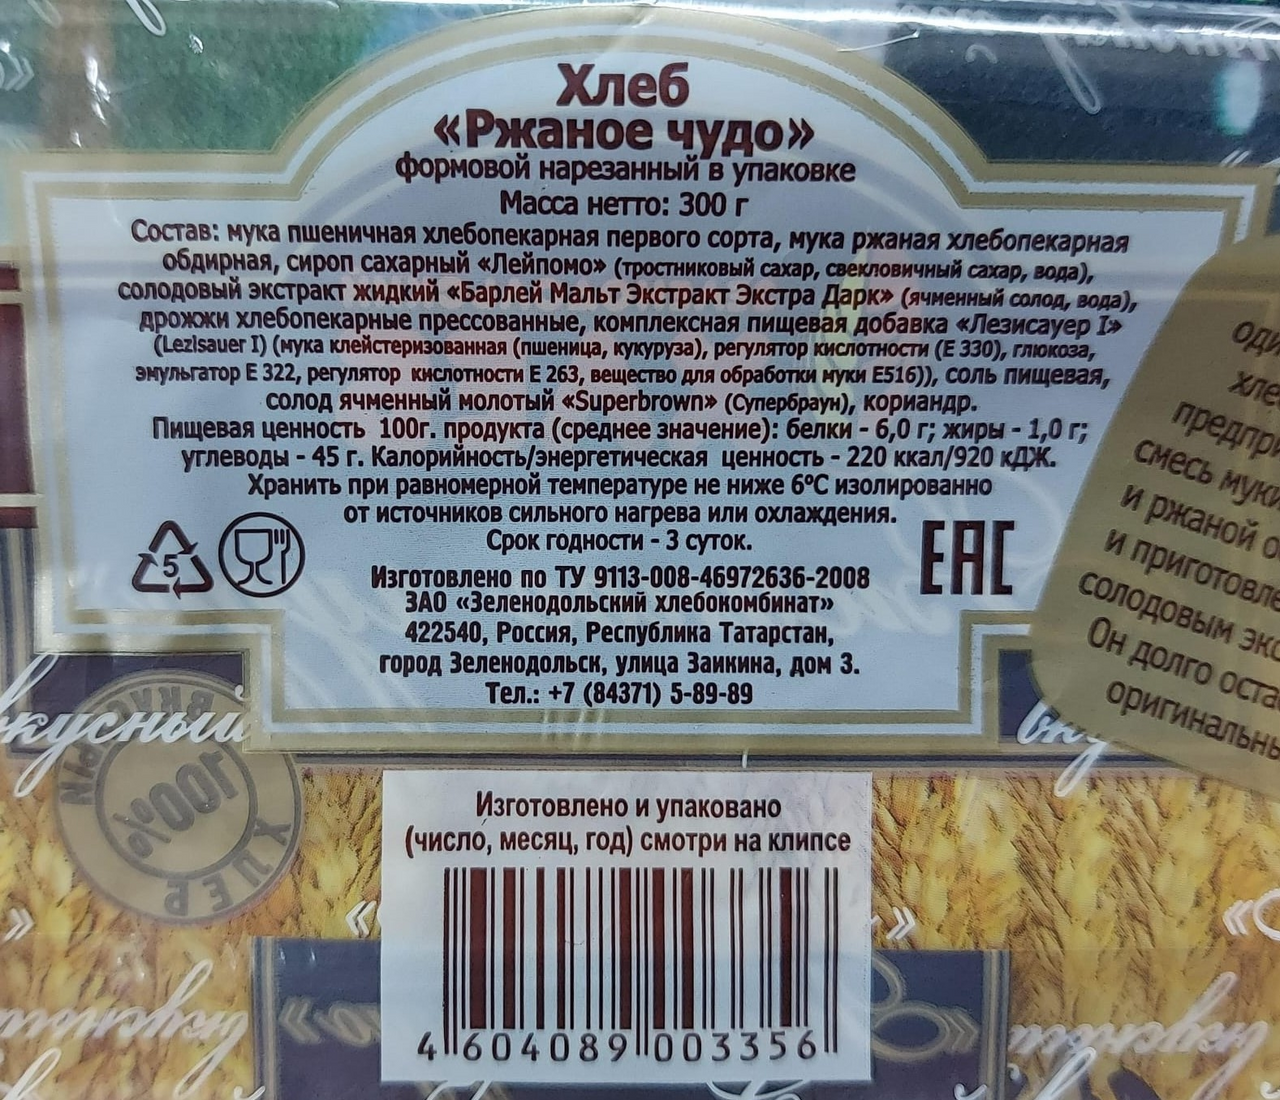 Хлеб
«Ржаное чудо»
формовой нарезанный в упаковке
Масса нетто: 300 г
Состав: мука пшеничная хлебопекарная первого сорта, мука ржаная хлебопекарная
обдирная, сироп сахарный «Лейпомо» (тростниковый сахар, свекловичный сахар, вода),
солодовый экстракт жидкий «Барлей Мальт Экстракт Экстра Дарк» (ячменный солод, вода),
дрожжи хлебопекарные прессованные, комплексная пищевая добавка «Лезисауер I»
(Lezisauer I) (мука клейстеризованная (пшеница, кукуруза), регулятор кислотности (Е 330), глюкоза,
эмульгатор Е 322, регулятор кислотности Е 263, вещество для обработки муки Е516)), соль пищевая,
солод ячменный молотый «Superbrown» (Супербраун), кориандр.
Пищевая ценность 100г. продукта (среднее значение): белки - 6,0 г; жиры - 1,0 г;
углеводы - 45 г. Калорийность/энергетическая ценность - 220 ккал/920 кДЖ.
Хранить при равномерной температуре не ниже 6°С изолированно
от источников сильного нагрева или охлаждения.
Срок годности - 3 суток.
5
EAC
Изготовлено по ТУ 9113-008-46972636-2008
ЗАО «Зеленодольский хлебокомбинат»
422540, Россия, Республика Татарстан,
город Зеленодольск, улица Заикина, дом 3.
Тел.: +7 (84371) 5-89-89
и ржаной о
солодовым экс
Он долго оста
вкусный
100%
Изготовлено и упаковано
(число, месяц, год) смотри на клипсе
4 604089 003356